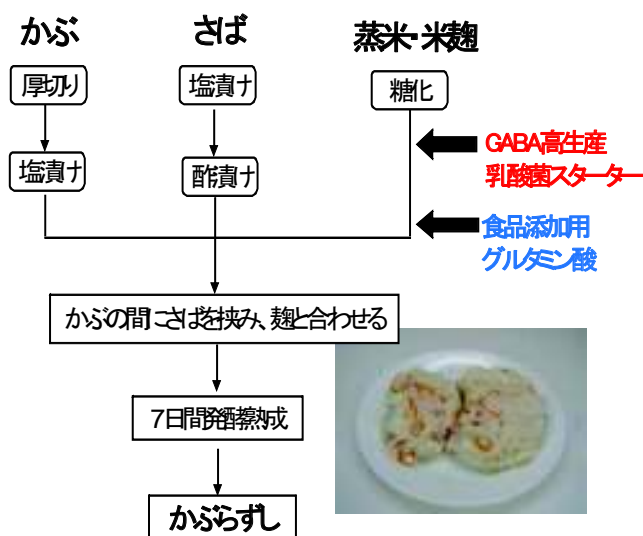 かぶ
さば
蒸米・米麹
厚切り
塩漬け
糖化
GABA高生産
乳酸菌スターター
塩漬け
酢漬け
食品添加用
グルタミン酸
かぶの間にさばを挟み、麹と合わせる
7日間発酵熟成
かぶらずし